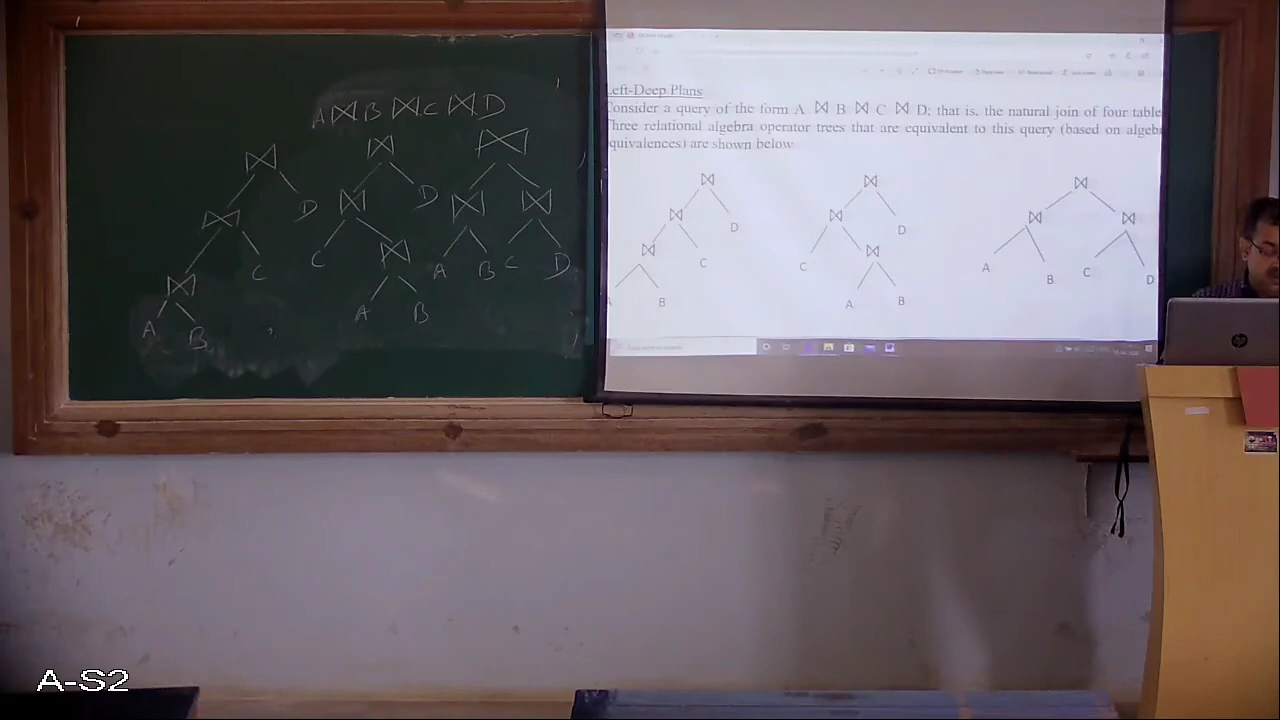 A ⋈ B ⋈ C ⋈ D
⋈ ⋈ ⋈
⋈ D ⋈ D ⋈ ⋈
⋈ C C ⋈ A B C D
A B A B
Left-Deep Plans
Consider a query of the form A ⋈ B ⋈ C ⋈ D; that is, the natural join of four table
Three relational algebra operator trees that are equivalent to this query (based on algeb
quivalences) are shown below
⋈ ⋈ ⋈
⋈ D ⋈ D ⋈ ⋈
⋈ C C ⋈ A B C D
A B A B
hp
A-S2